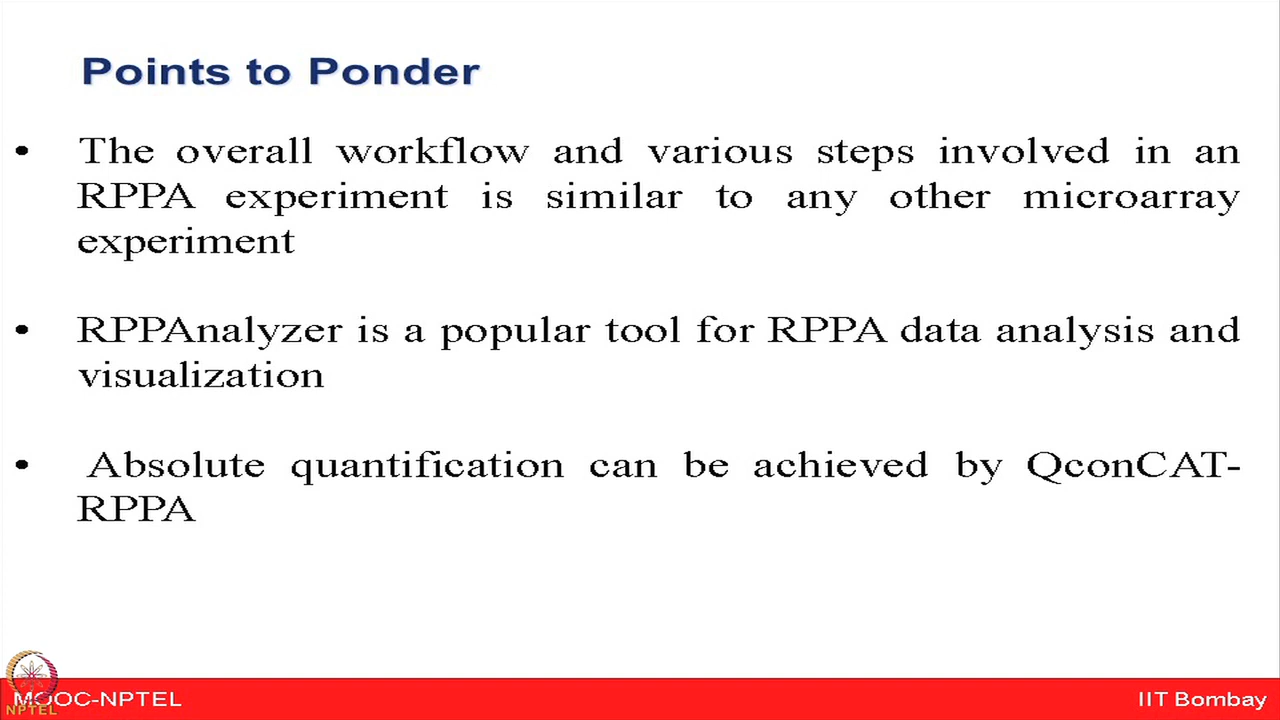 Points to Ponder
• The overall workflow and various steps involved in an
RPPA experiment is similar to any other microarray
experiment
• RPPAnalyzer is a popular tool for RPPA data analysis and
visualization
• Absolute quantification can be achieved by QconCAT-
RPPA
MOOC-NPTEL
NPTEL
IIT Bombay